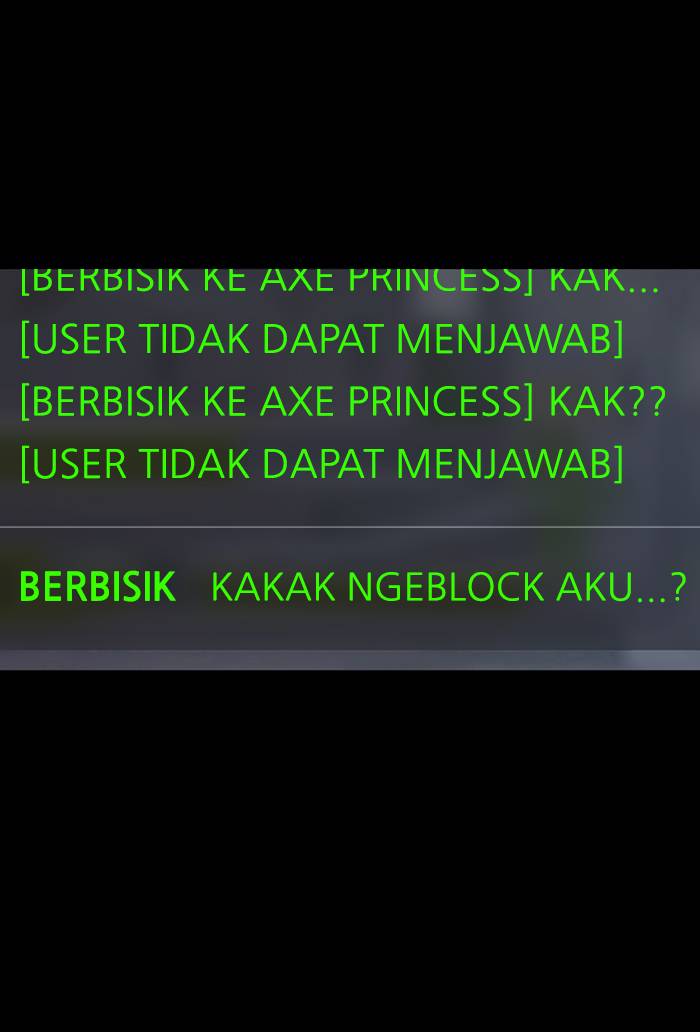 [BERBISIK KE AXE PRINCESS] KAK...
[USER TIDAK DAPAT MENJAWAB]
[BERBISIK KE AXE PRINCESS] KAK??
[USER TIDAK DAPAT MENJAWAB]
BERBISIK KAKAK NGEBLOCK AKU...?